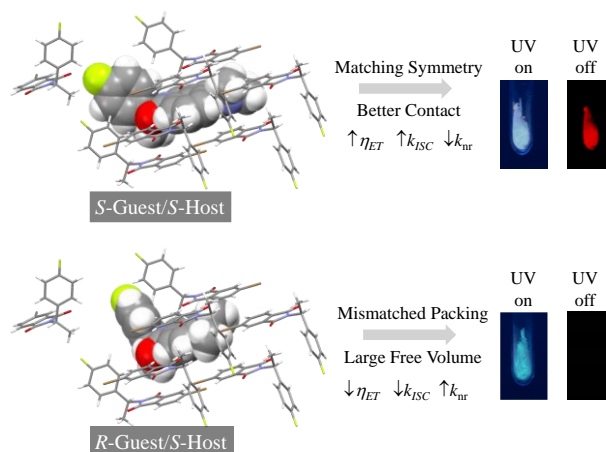 UV UV
on off
Matching Symmetry
Better Contact
↑ηET ↑kISC ↓knr
S-Guest/S-Host
UV UV
on off
Mismatched Packing
Large Free Volume
↓ηET ↓kISC ↑knr
R-Guest/S-Host